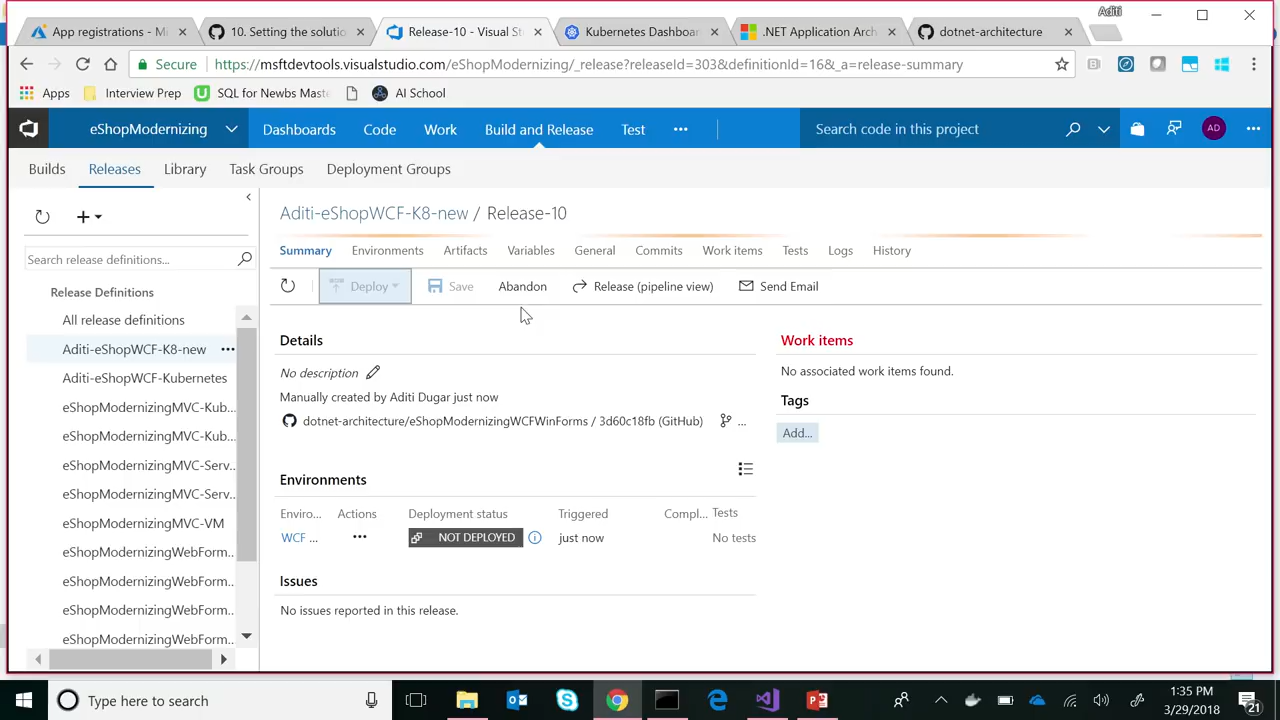 Aditi
App registrations - Mi
10. Setting the solutio
Release-10 - Visual St
Kubernetes Dashboar
.NET Application Arch
dotnet-architecture
Secure
https://msftdevtools.visualstudio.com/eShopModernizing/_release?releaseId=303&definitionId=16&_a=release-summary
Apps
Interview Prep
SQL for Newbs Maste
AI School
eShopModernizing
Dashboards
Code
Work
Build and Release
Test
Search code in this project
AD
Builds
Releases
Library
Task Groups
Deployment Groups
Aditi-eShopWCF-K8-new / Release-10
Summary
Environments
Artifacts
Variables
General
Commits
Work items
Tests
Logs
History
Search release definitions...
Deploy
Save
Abandon
Release (pipeline view)
Send Email
Release Definitions
All release definitions
Aditi-eShopWCF-K8-new
Aditi-eShopWCF-Kubernetes
eShopModernizingMVC-Kub...
eShopModernizingMVC-Kub...
eShopModernizingMVC-Serv...
eShopModernizingMVC-Serv...
eShopModernizingMVC-VM
eShopModernizingWebForm...
eShopModernizingWebForm...
eShopModernizingWebForm...
eShopModernizingWebForm...
Details
No description
Manually created by Aditi Dugar just now
dotnet-architecture/eShopModernizingWCFWinForms / 3d60c18fb (GitHub)
...
Environments
Enviro...
Actions
Deployment status
Triggered
Compl...
Tests
WCF ...
NOT DEPLOYED
just now
No tests
Issues
No issues reported in this release.
Work items
No associated work items found.
Tags
Add...
Type here to search
1:35 PM
3/29/2018
21